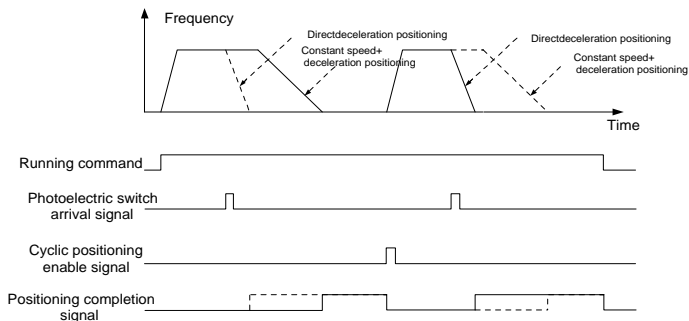 Frequency
Directdeceleration positioning
Constant speed+
deceleration positioning
Directdeceleration positioning
Constant speed+
deceleration positioning
Time
Running command
Photoelectric switch
arrival signal
Cyclic positioning
enable signal
Positioning completion
signal